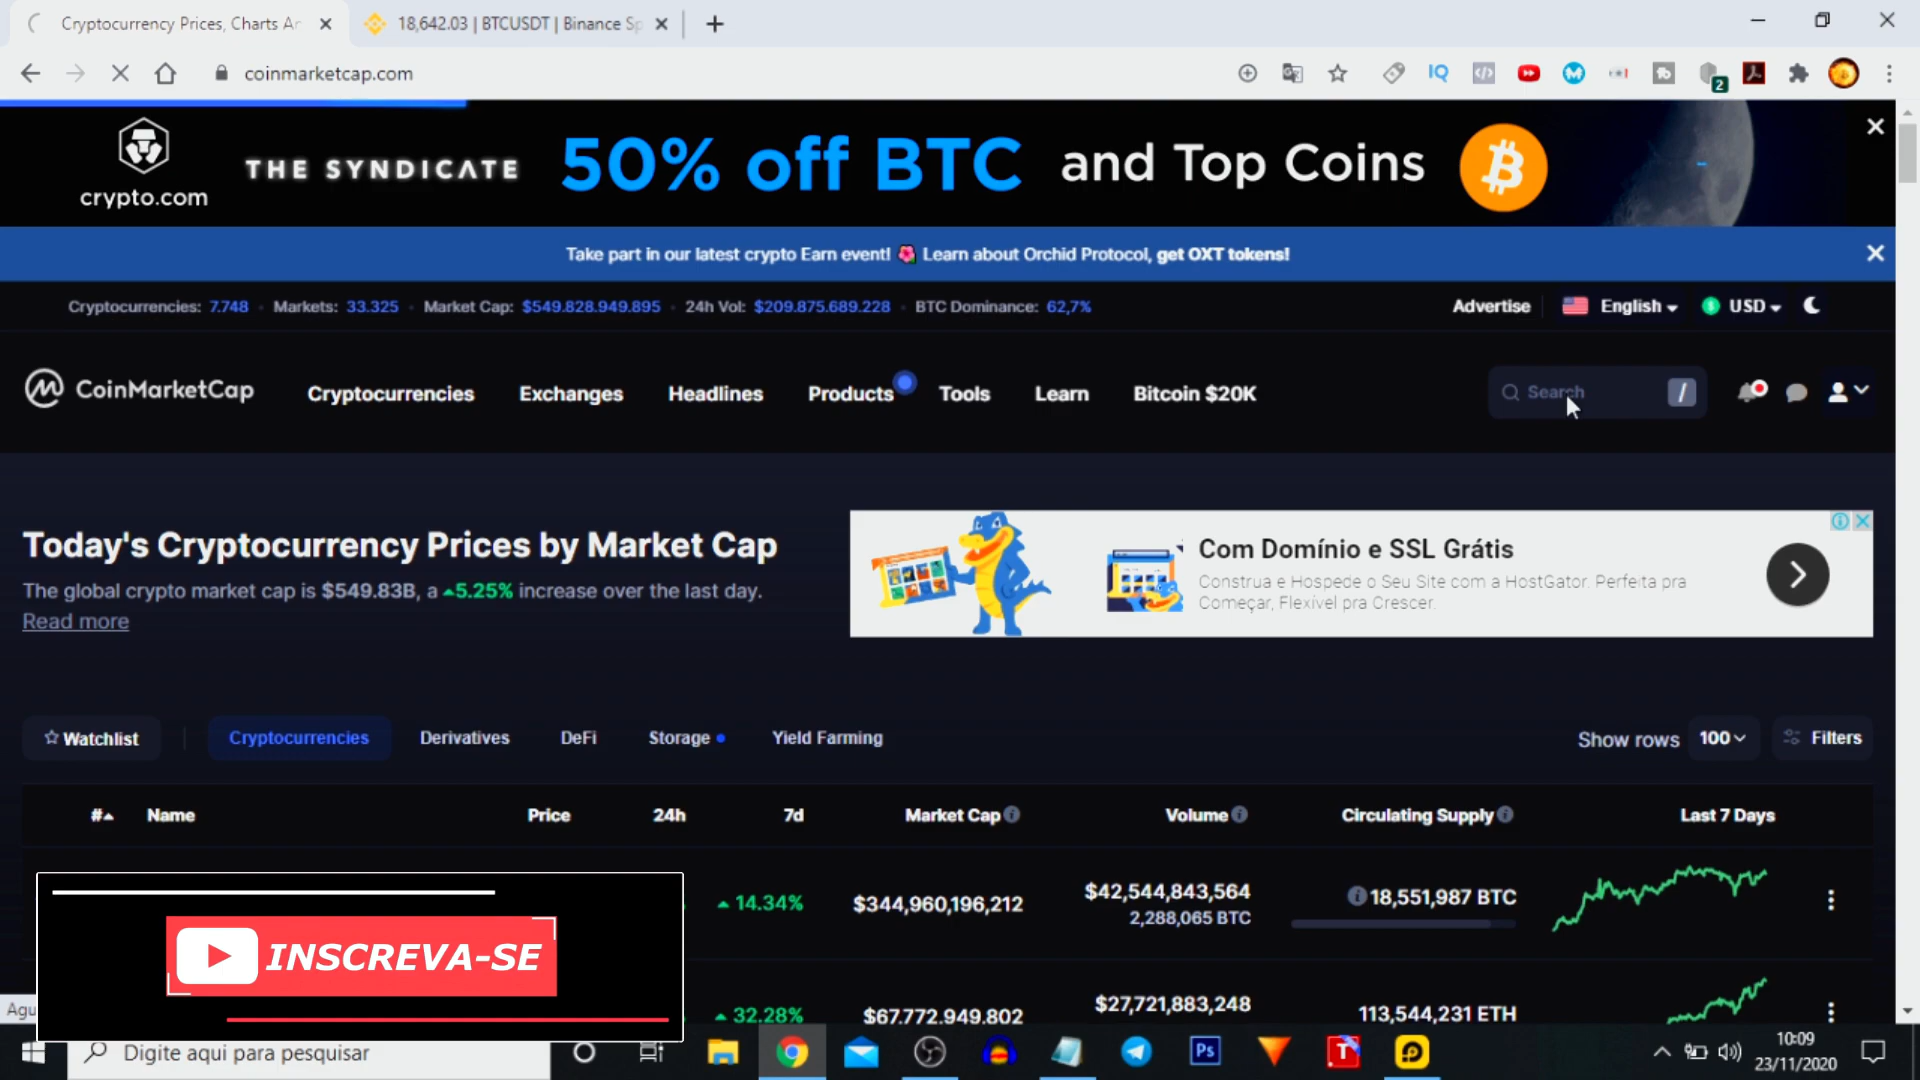 Cryptocurrency Prices, Charts Ar
18,642.03 | BTCUSDT | Binance Sp
coinmarketcap.com
IQ
2
crypto.com
THE SYNDICATE
50% off BTC and Top Coins
Take part in our latest crypto Earn event! Learn about Orchid Protocol, get OXT tokens!
Cryptocurrencies: 7.748 Markets: 33.325 Market Cap: $549.828.949.895 24h Vol: $209.875.689.228 BTC Dominance: 62,7%
Advertise English USD
CoinMarketCap Cryptocurrencies Exchanges Headlines Products Tools Learn Bitcoin $20K Search /
Today's Cryptocurrency Prices by Market Cap
The global crypto market cap is $549.83B, a 5.25% increase over the last day.
Read more
Com Domínio e SSL Grátis
Construa e Hospede o Seu Site com a HostGator. Perfeita pra
Começar, Flexível pra Crescer.
Watchlist Cryptocurrencies Derivatives DeFi Storage Yield Farming Show rows 100 Filters
# Name Price 24h 7d Market Cap Volume Circulating Supply Last 7 Days
14.34% $344,960,196,212 $42,544,843,564 18,551,987 BTC
2,288,065 BTC
32.28% $67,772,949,802 $27,721,883,248 113,544,231 ETH
INSCREVA-SE
Agu
Digite aqui para pesquisar
Ps
10:09
23/11/2020